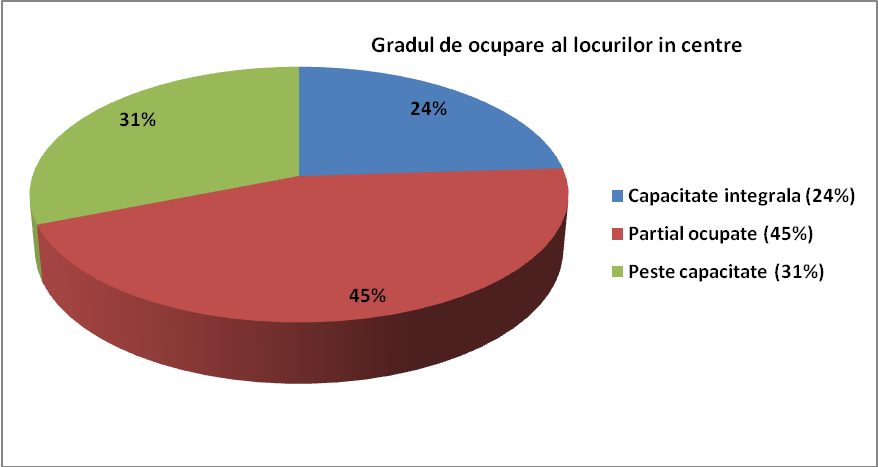 Gradul de ocupare al locurilor in centre
31%
24%
45%
Capacitate integrala (24%)
Partial ocupate (45%)
Peste capacitate (31%)